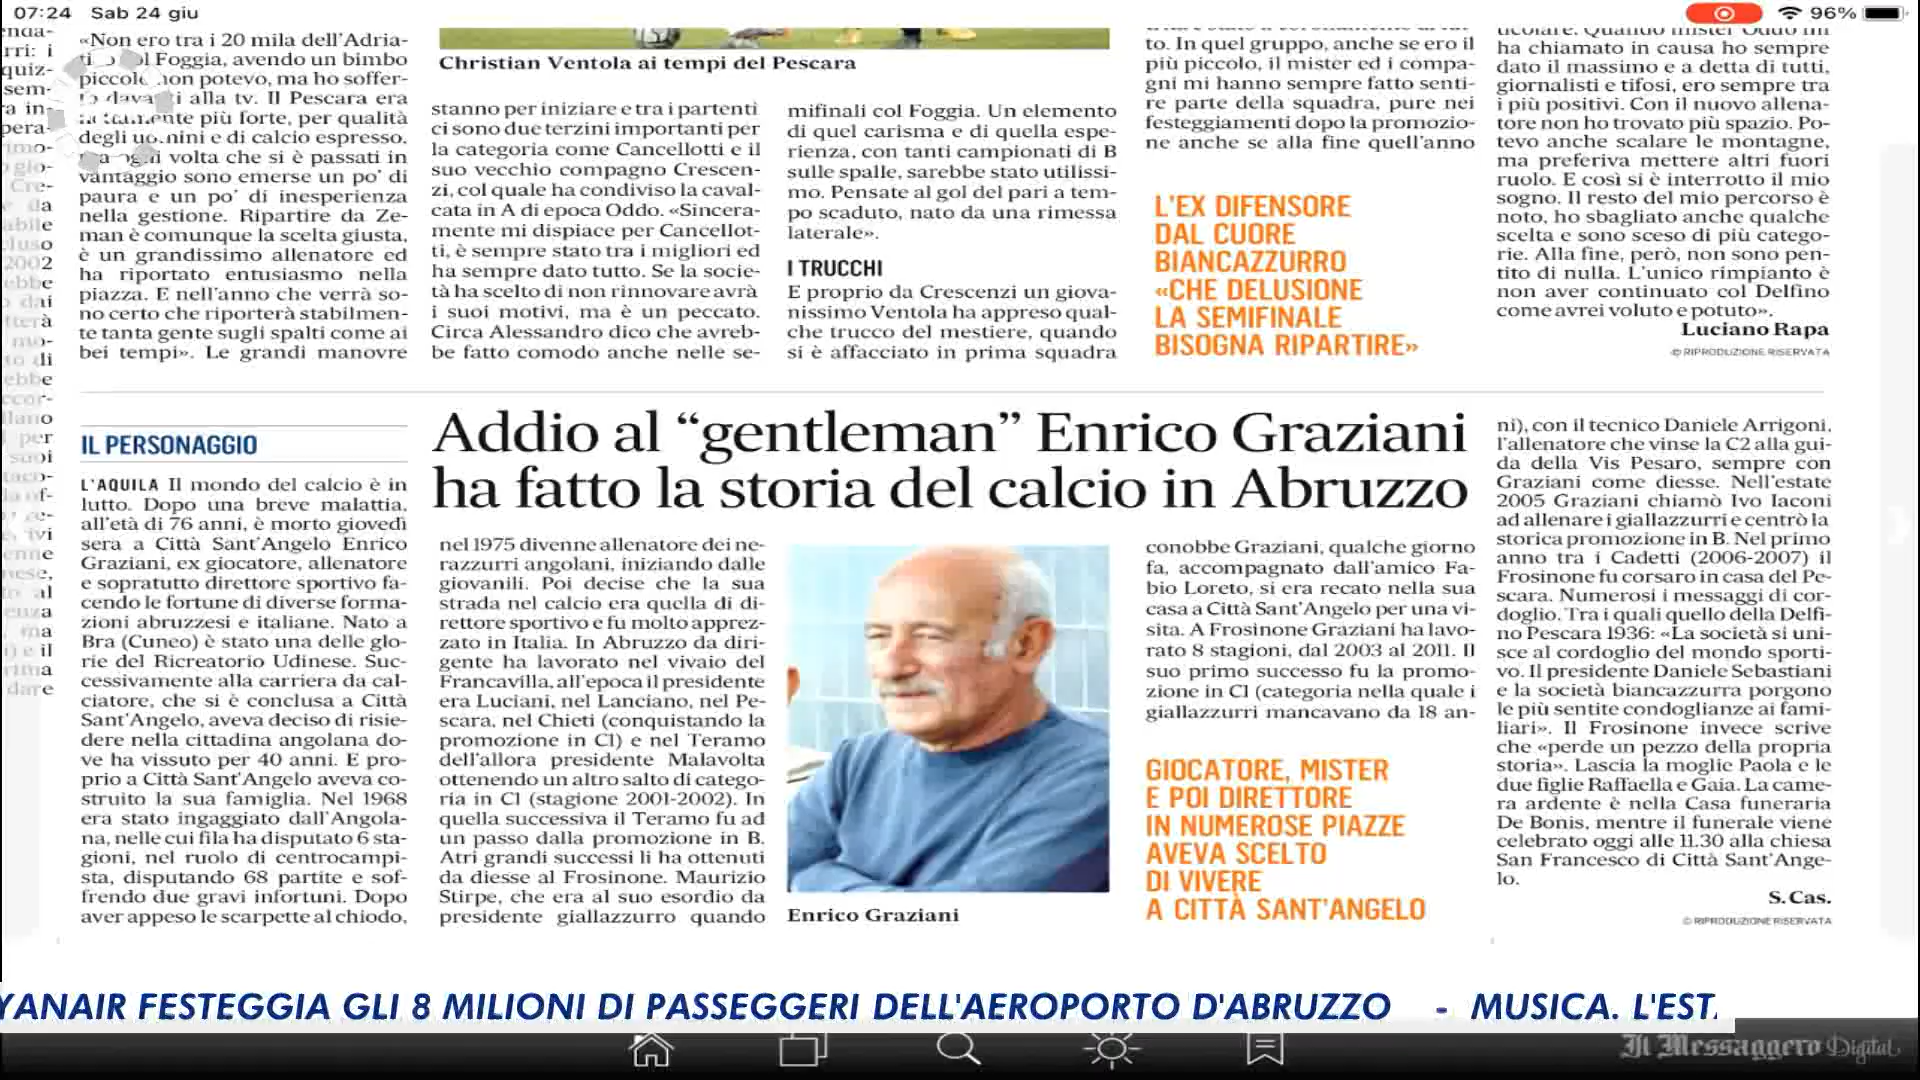 07:24 Sab 24 giu
96%
«Non ero tra i 20 mila dell'Adria-
l Foggia, avendo un bimbo
piccolo non potevo, ma ho soffer-
to davanti alla tv. Il Pescara era
più forte, per qualità
degli uomini e di calcio espresso,
ma ogni volta che si è passati in
vantaggio sono emerse un po' di
paura e un po' di inesperienza
nella gestione. Ripartire da Ze-
man è comunque la scelta giusta,
è un grandissimo allenatore ed
ha riportato entusiasmo nella
piazza. E nell'anno che verrà so-
no certo che riporterà stabilmen-
te tanta gente sugli spalti come ai
bei tempi». Le grandi manovre
Christian Ventola ai tempi del Pescara
stanno per iniziare e tra i partenti
ci sono due terzini importanti per
la categoria come Cancellotti e il
suo vecchio compagno Crescen-
zi, col quale ha condiviso la caval-
cata in A di epoca Oddo. «Sincera-
mente mi dispiace per Cancellot-
ti, è sempre stato tra i migliori ed
ha sempre dato tutto. Se la socie-
tà ha scelto di non rinnovare avrà
i suoi motivi, ma è un peccato.
Circa Alessandro dico che avreb-
be fatto comodo anche nelle se-
mifinali col Foggia. Un elemento
di quel carisma e di quella espe-
rienza, con tanti campionati di B
sulle spalle, sarebbe stato utilissi-
mo. Pensate al gol del pari a tem-
po scaduto, nato da una rimessa
laterale».
I TRUCCHI
E proprio da Crescenzi un giova-
nissimo Ventola ha appreso qual-
che trucco del mestiere, quando
si è affacciato in prima squadra
to. In quel gruppo, anche se ero il
più piccolo, il mister ed i compa-
gni mi hanno sempre fatto senti-
re parte della squadra, pure nei
festeggiamenti dopo la promozio-
ne anche se alla fine quell'anno
L'EX DIFENSORE
DAL CUORE
BIANCAZZURRO
«CHE DELUSIONE
LA SEMIFINALE
BISOGNA RIPARTIRE»
ticolare. Quando mister Oddo mi
ha chiamato in causa ho sempre
dato il massimo e a detta di tutti,
giornalisti e tifosi, ero sempre tra
i più positivi. Con il nuovo allena-
tore non ho trovato più spazio. Po-
tevo anche scalare le montagne,
ma preferiva mettere altri fuori
ruolo. E così si è interrotto il mio
sogno. Il resto del mio percorso è
noto, ho sbagliato anche qualche
scelta e sono sceso di più catego-
rie. Alla fine, però, non sono pen-
tito di nulla. L'unico rimpianto è
non aver continuato col Delfino
come avrei voluto e potuto».
Luciano Rapa
© RIPRODUZIONE RISERVATA
IL PERSONAGGIO
Addio al “gentleman” Enrico Graziani
ha fatto la storia del calcio in Abruzzo
L'AQUILA Il mondo del calcio è in
lutto. Dopo una breve malattia,
all'età di 76 anni, è morto giovedì
sera a Città Sant'Angelo Enrico
Graziani, ex giocatore, allenatore
e sopratutto direttore sportivo fa-
cendo le fortune di diverse forma-
zioni abruzzesi e italiane. Nato a
Bra (Cuneo) è stato una delle glo-
rie del Ricreatorio Udinese. Suc-
cessivamente alla carriera da cal-
ciatore, che si è conclusa a Città
Sant'Angelo, aveva deciso di risie-
dere nella cittadina angolana do-
ve ha vissuto per 40 anni. E pro-
prio a Città Sant'Angelo aveva co-
struito la sua famiglia. Nel 1968
era stato ingaggiato dall'Angola-
na, nelle cui fila ha disputato 6 sta-
gioni, nel ruolo di centrocampi-
sta, disputando 68 partite e sof-
frendo due gravi infortuni. Dopo
aver appeso le scarpette al chiodo,
nel 1975 divenne allenatore dei ne-
razzurri angolani, iniziando dalle
giovanili. Poi decise che la sua
strada nel calcio era quella di di-
rettore sportivo e fu molto apprez-
zato in Italia. In Abruzzo da diri-
gente ha lavorato nel vivaio del
Francavilla, all'epoca il presidente
era Luciani, nel Lanciano, nel Pe-
scara, nel Chieti (conquistando la
promozione in C1) e nel Teramo
dell'allora presidente Malavolta
ottenendo un altro salto di catego-
ria in C1 (stagione 2001-2002). In
quella successiva il Teramo fu ad
un passo dalla promozione in B.
Atri grandi successi li ha ottenuti
da diesse al Frosinone. Maurizio
Stirpe, che era al suo esordio da
presidente giallazzurro quando
Enrico Graziani
conobbe Graziani, qualche giorno
fa, accompagnato dall'amico Fa-
bio Loreto, si era recato nella sua
casa a Città Sant'Angelo per una vi-
sita. A Frosinone Graziani ha lavo-
rato 8 stagioni, dal 2003 al 2011. Il
suo primo successo fu la promo-
zione in C1 (categoria nella quale i
giallazzurri mancavano da 18 an-
GIOCATORE, MISTER
E POI DIRETTORE
IN NUMEROSE PIAZZE
AVEVA SCELTO
DI VIVERE
A CITTÀ SANT'ANGELO
ni), con il tecnico Daniele Arrigoni,
l'allenatore che vinse la C2 alla gui-
da della Vis Pesaro, sempre con
Graziani come diesse. Nell'estate
2005 Graziani chiamò Ivo Iaconi
ad allenare i giallazzurri e centrò la
storica promozione in B. Nel primo
anno tra i Cadetti (2006-2007) il
Frosinone fu corsaro in casa del Pe-
scara. Numerosi i messaggi di cor-
doglio. Tra i quali quello della Delfi-
no Pescara 1936: «La società si uni-
sce al cordoglio del mondo sporti-
vo. Il presidente Daniele Sebastiani
e la società biancazzurra porgono
le più sentite condoglianze ai fami-
liari». Il Frosinone invece scrive
che «perde un pezzo della propria
storia». Lascia la moglie Paola e le
due figlie Raffaella e Gaia. La came-
ra ardente è nella Casa funeraria
De Bonis, mentre il funerale viene
celebrato oggi alle 11.30 alla chiesa
San Francesco di Città Sant'Ange-
lo.
S. Cas.
© RIPRODUZIONE RISERVATA
YANAIR FESTEGGIA GLI 8 MILIONI DI PASSEGGERI DELL'AEROPORTO D'ABRUZZO - MUSICA. L'EST
Il Messaggero Digital